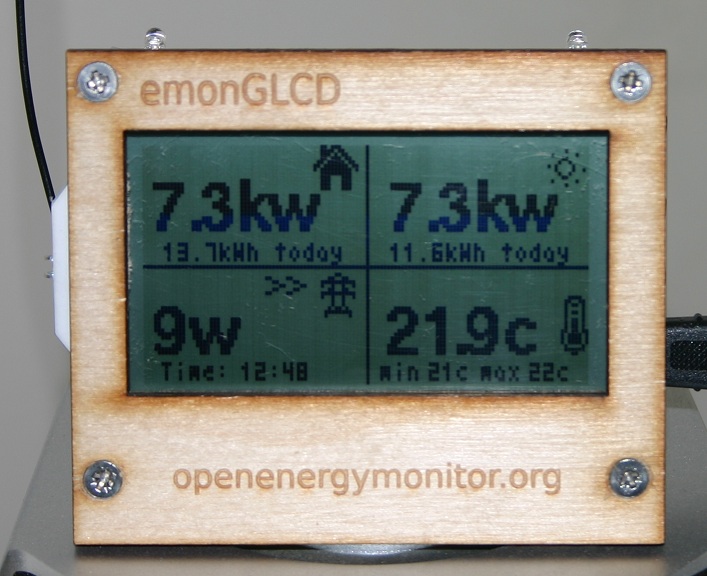 emonGLCD
7.3kw
13.7kWh today
7.3kw
11.6kWh today
>>
9w
Time: 12:48
21.9c
min 21c max 22c
openenergymonitor.org